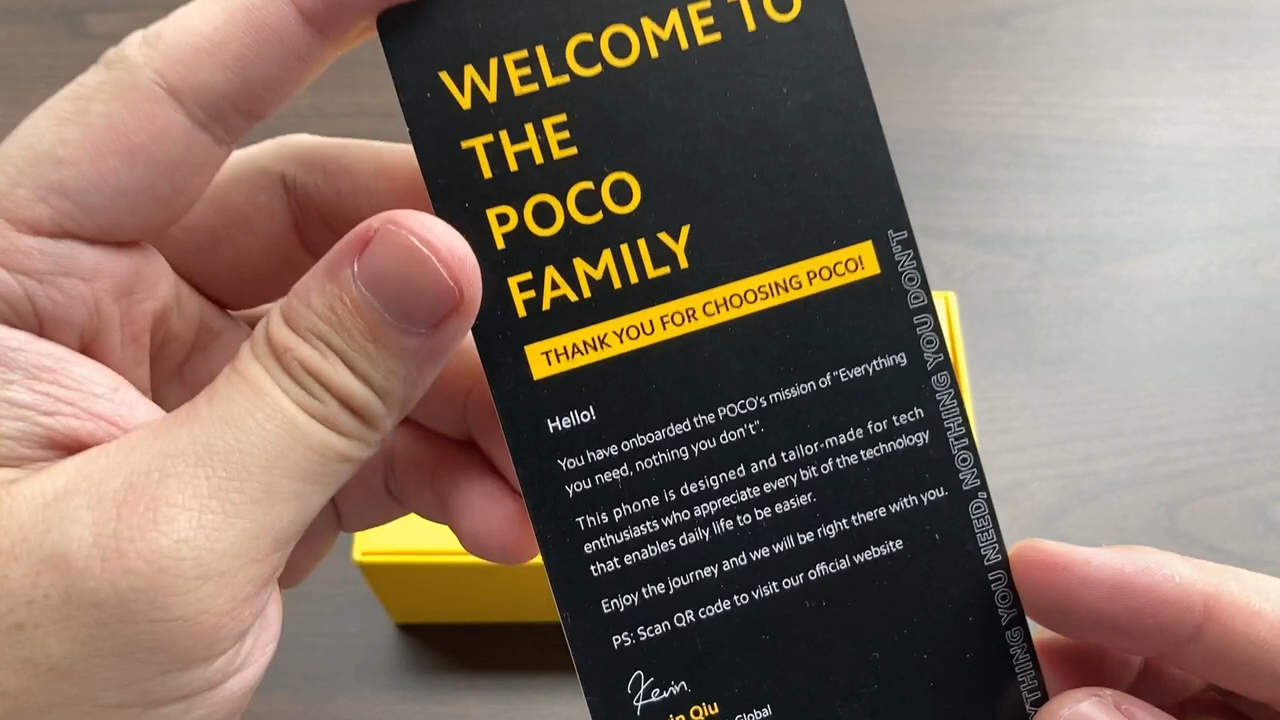 WELCOME TO
THE
POCO
FAMILY
THANK YOU FOR CHOOSING POCO!
Hello!
You have onboarded the POCO's mission of "Everything
you need, nothing you don't".
This phone is designed and tailor-made for tech
enthusiasts who appreciate every bit of the technology
that enables daily life to be easier.
Enjoy the journey and we will be right there with you.
PS: Scan QR code to visit our official website
Kevin
Qiu
Global
YTHING YOU NEED, NOTHING YOU DON'T